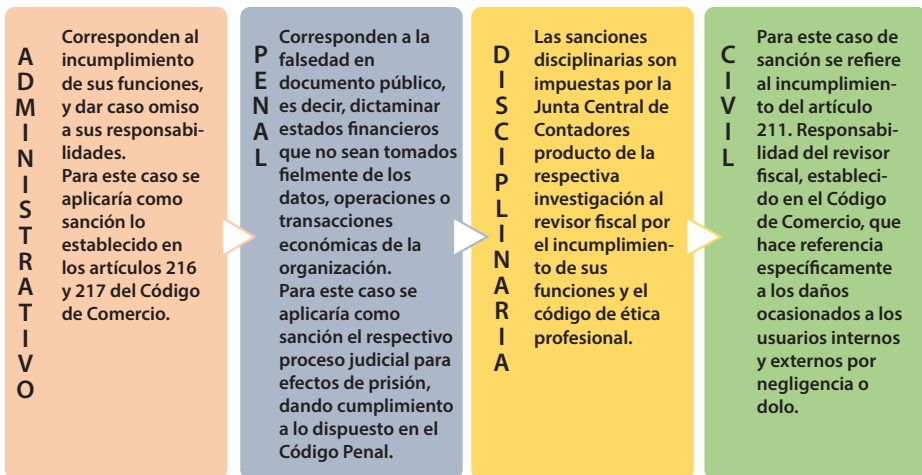 ADMINISTRATIVO
Corresponden al
incumplimiento
de sus funciones,
y dar caso omiso
a sus responsabi-
lidades.
Para este caso se
aplicaría como
sanción lo
establecido en
los artículos 216
y 217 del Código
de Comercio.
PENAL
Corresponden a la
falsedad en
documento público,
es decir, dictaminar
estados financieros
que no sean tomados
fielmente de los
datos, operaciones o
transacciones
económicas de la
organización.
Para este caso se
aplicaría como
sanción el respectivo
proceso judicial para
efectos de prisión,
dando cumplimiento
a lo dispuesto en el
Código Penal.
DISCIPLINARIA
Las sanciones
disciplinarias son
impuestas por la
Junta Central de
Contadores
producto de la
respectiva
investigación al
revisor fiscal por
el incumplimien-
to de sus
funciones y el
código de ética
profesional.
CIVIL
Para este caso de
sanción se refiere
al incumplimien-
to del artículo
211. Responsabi-
lidad del revisor
fiscal, estableci-
do en el Código
de Comercio, que
hace referencia
específicamente
a los daños
ocasionados a los
usuarios internos
y externos por
negligencia o
dolo.